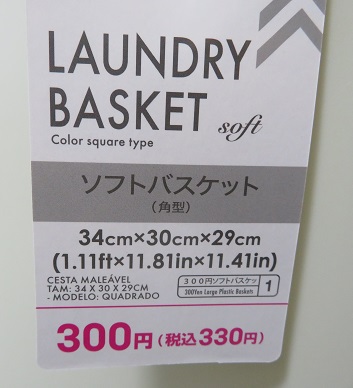 LAUNDRY
BASKET soft
Color square type
ソフトバスケット
(角型)
34cm×30cm×29cm
(1.11ft×11.81in×11.41in)
CESTA MALEÁVEL
TAM: 34 X 30 X 29CM
- MODELO: QUADRADO
300円ソフトバスケッ
300Yen Large Plastic Baskets
1
300円(税込330円)